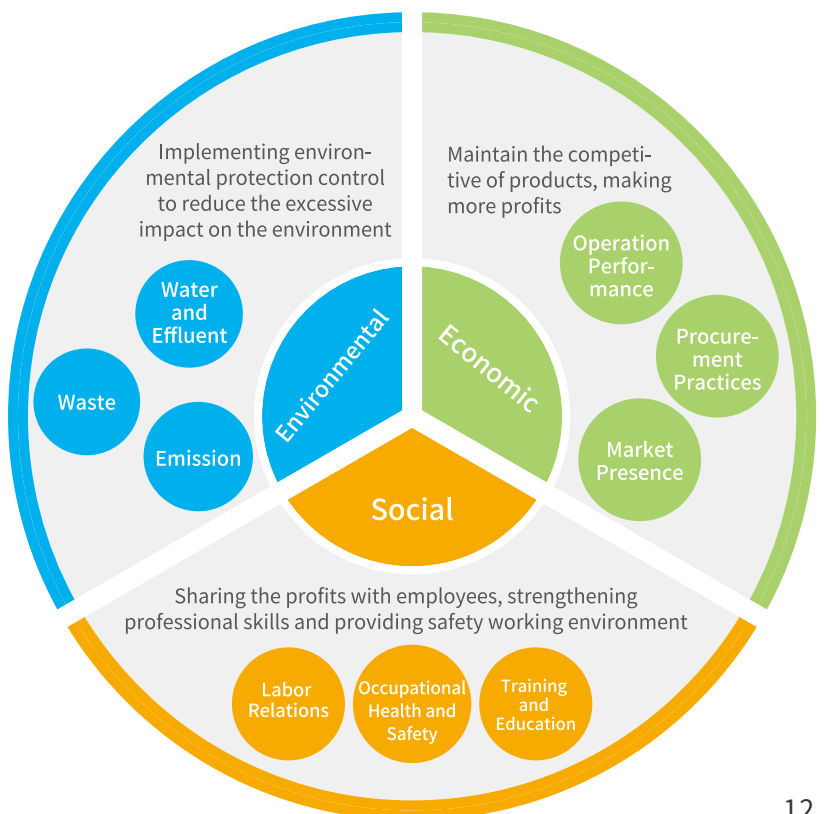 Implementing environ-
mental protection control
to reduce the excessive
impact on the environment
Water
and
Effluent
Waste
Emission
Environmental
Maintain the competi-
tive of products, making
more profits
Operation
Perfor-
mance
Procure-
ment
Practices
Market
Presence
Economic
Social
Sharing the profits with employees, strengthening
professional skills and providing safety working environment
Labor
Relations
Occupational
Health and
Safety
Training
and
Education
12